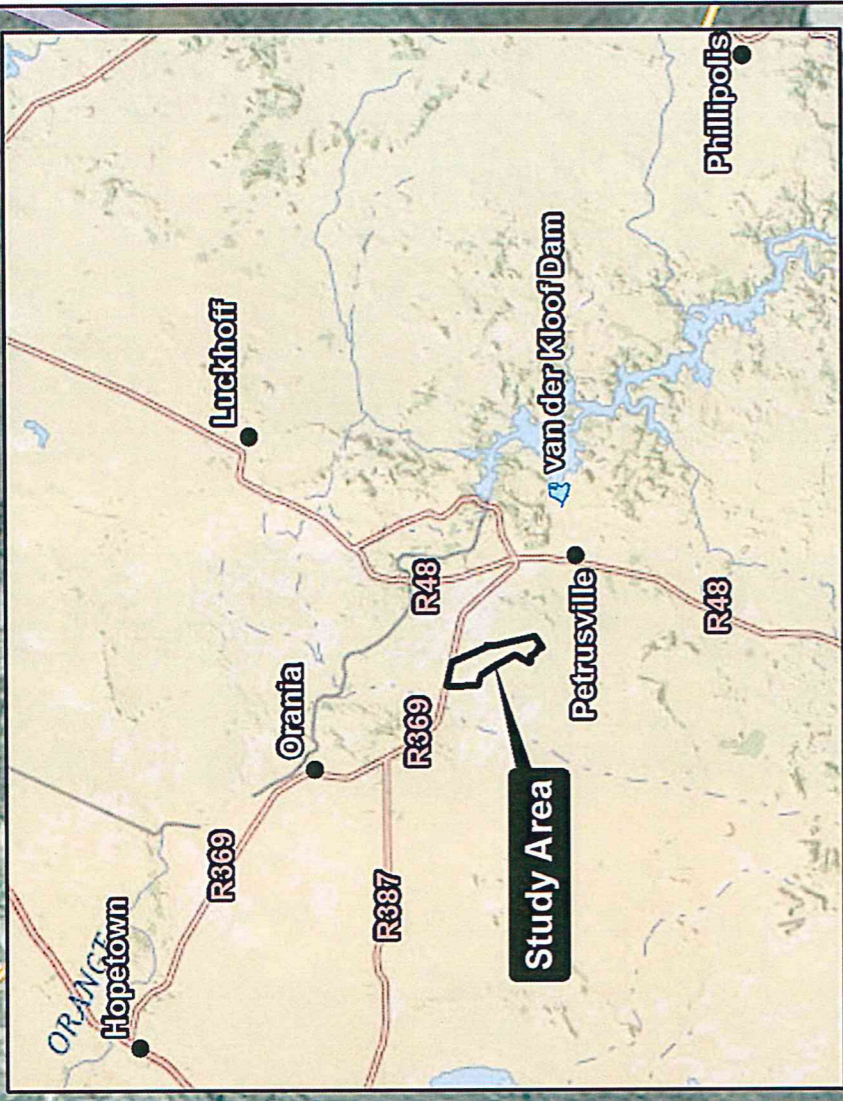 ORANGE
Hopetown
R369
Luckhoff
Orania
R387
R369
R48
Study Area
van der Kloof Dam
Petrusville
R48
Phillipolis